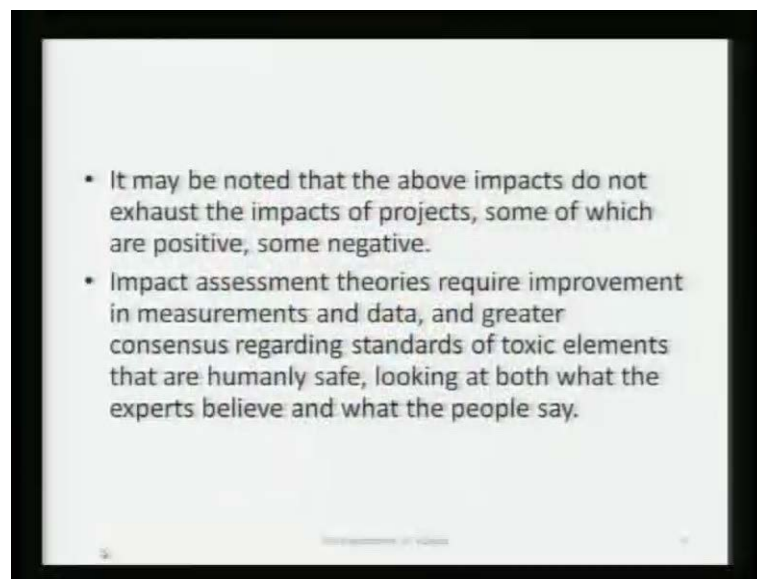 • It may be noted that the above impacts do not
exhaust the impacts of projects, some of which
are positive, some negative.
• Impact assessment theories require improvement
in measurements and data, and greater
consensus regarding standards of toxic elements
that are humanly safe, looking at both what the
experts believe and what the people say.